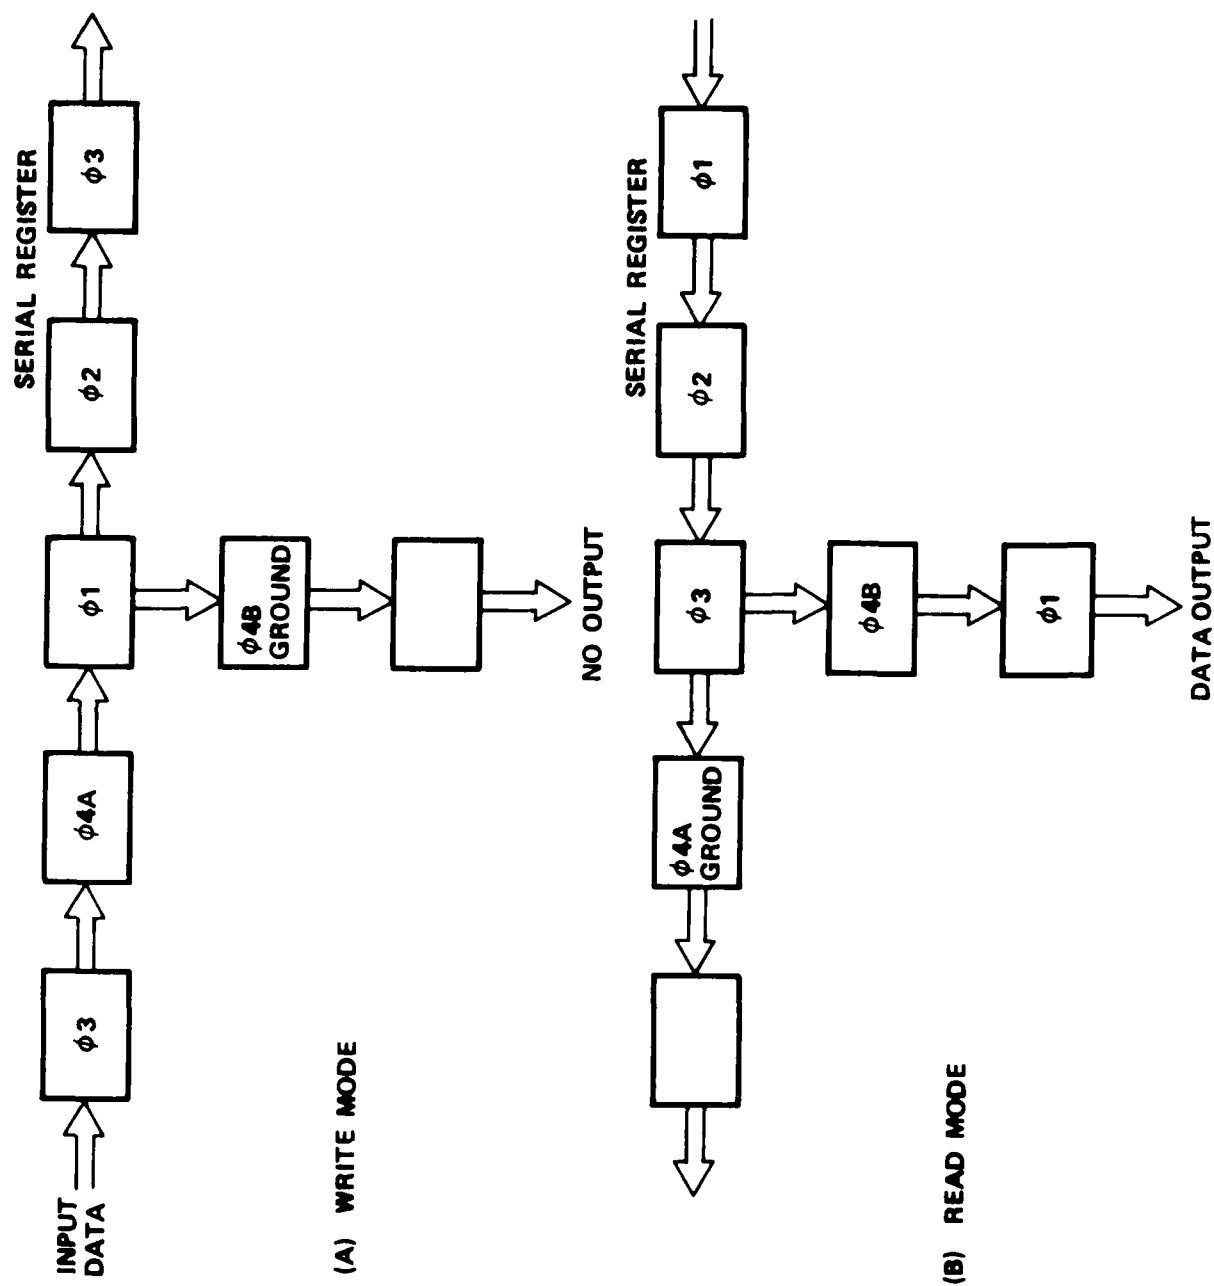 SERIAL REGISTER
INPUT
DATA
ϕ3
ϕ4A
ϕ1
ϕ2
ϕ3
ϕ4B
GROUND
NO OUTPUT
(A) WRITE MODE
SERIAL REGISTER
ϕ4A
GROUND
ϕ3
ϕ2
ϕ1
ϕ4B
ϕ1
DATA OUTPUT
(B) READ MODE